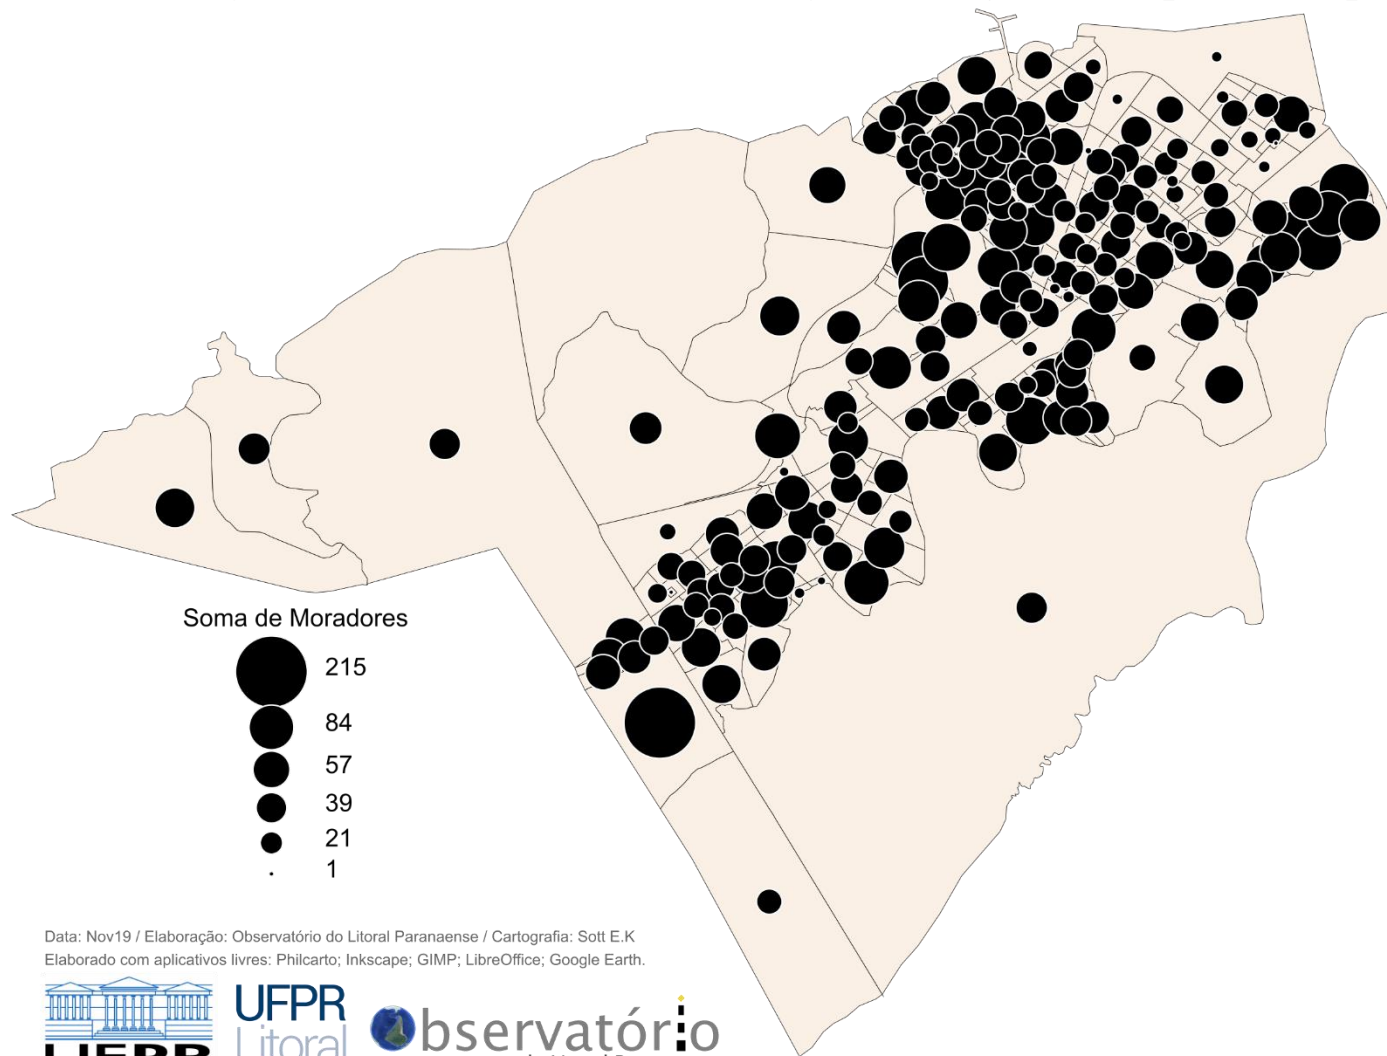 Soma de Moradores
215
84
57
39
21
1
Data: Nov19 / Elaboração: Observatório do Litoral Paranaense / Cartografia: Sott E.K
Elaborado com aplicativos livres: Philcarto; Inkscape; GIMP; LibreOffice; Google Earth.
UFPR
Litoral
Observatório